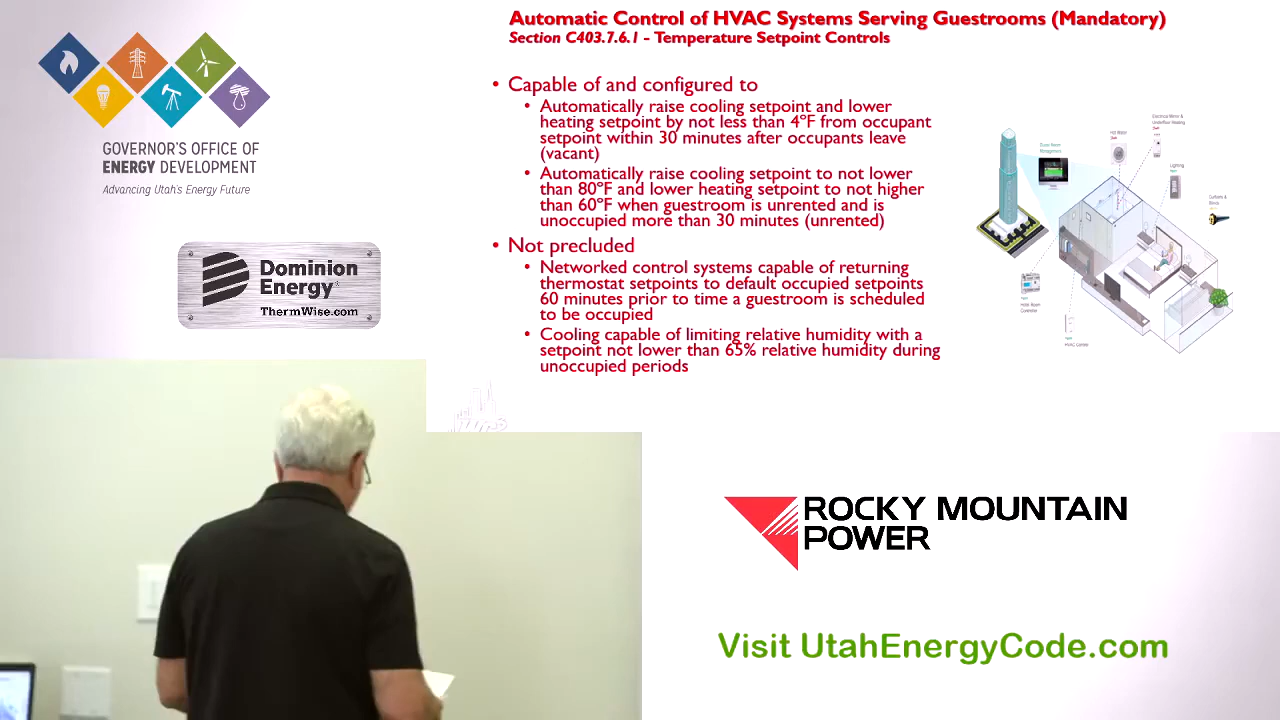 Automatic Control of HVAC Systems Serving Guestrooms (Mandatory)
Section C403.7.6.1 - Temperature Setpoint Controls
• Capable of and configured to
• Automatically raise cooling setpoint and lower
heating setpoint by not less than 4°F from occupant
setpoint within 30 minutes after occupants leave
(vacant)
• Automatically raise cooling setpoint to not lower
than 80°F and lower heating setpoint to not higher
than 60°F when guestroom is unrented and is
unoccupied more than 30 minutes (unrented)
• Not precluded
• Networked control systems capable of returning
thermostat setpoints to default occupied setpoints
60 minutes prior to time a guestroom is scheduled
to be occupied
• Cooling capable of limiting relative humidity with a
setpoint not lower than 65% relative humidity during
unoccupied periods
GOVERNOR'S OFFICE OF
ENERGY DEVELOPMENT
Advancing Utah's Energy Future
Dominion
Energy
ThermWise.com
Hot Water
Lighting
HVAC Control
ROCKY MOUNTAIN
POWER
Visit UtahEnergyCode.com